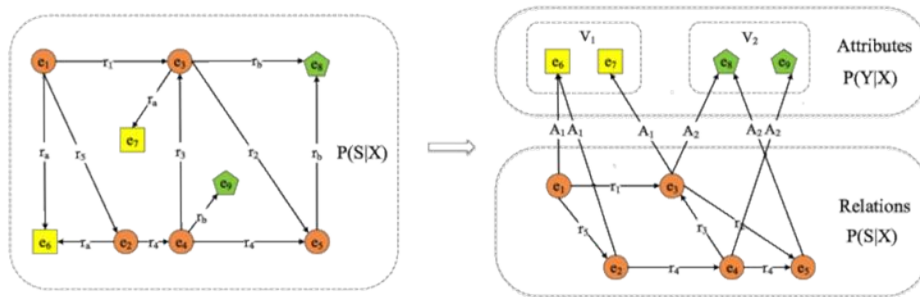 e1
r1
e3
rb
e8
ra
e7
ra
r5
r3
r2
rb
P(S|X)
e9
rb
e6
ra
e2
r4
e4
r4
e5
V1
V2
e6
e7
e8
e9
Attributes
P(Y|X)
A1
A1
A1
A2
A2
A2
e1
r1
e3
r5
r3
Relations
P(S|X)
e2
r4
e4
r4
e5